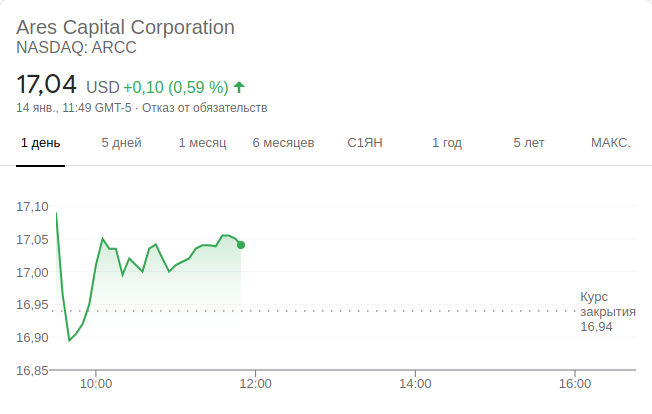 Ares Capital Corporation
NASDAQ: ARCC
17,04 USD +0,10 (0,59 %)
14 янв., 11:49 GMT-5 · Отказ от обязательств
1 день 5 дней 1 месяц 6 месяцев С1ЯН 1 год 5 лет МАКС.
17,10
17,05
17,00
16,95
16,90
16,85
Курс
закрытия
16,94
10:00 12:00 14:00 16:00